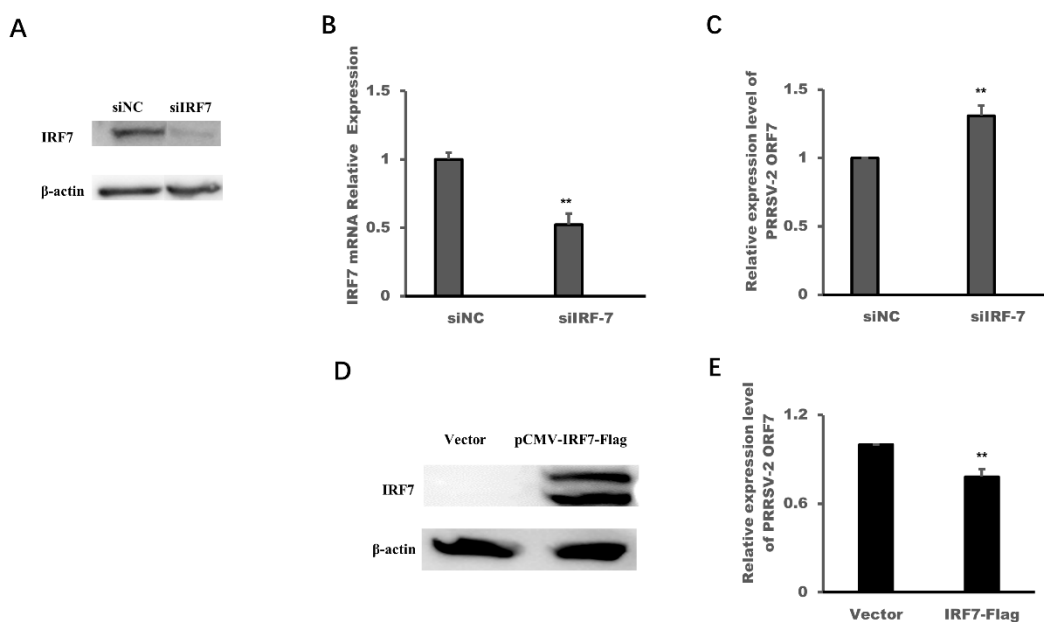 A
siNC siIRF7
IRF7
β-actin
B
IRF7 mRNA Relative Expression
1.5
1
0.5
0
**
siNC siIRF-7
C
Relative expression level of
PRRSV-2 ORF7
1.5
1
0.5
0
**
siNC siIRF-7
D
Vector pCMV-IRF7-Flag
IRF7
β-actin
E
Relative expression level
of PRRSV-2 ORF7
1.2
0.6
0
**
Vector IRF7-Flag